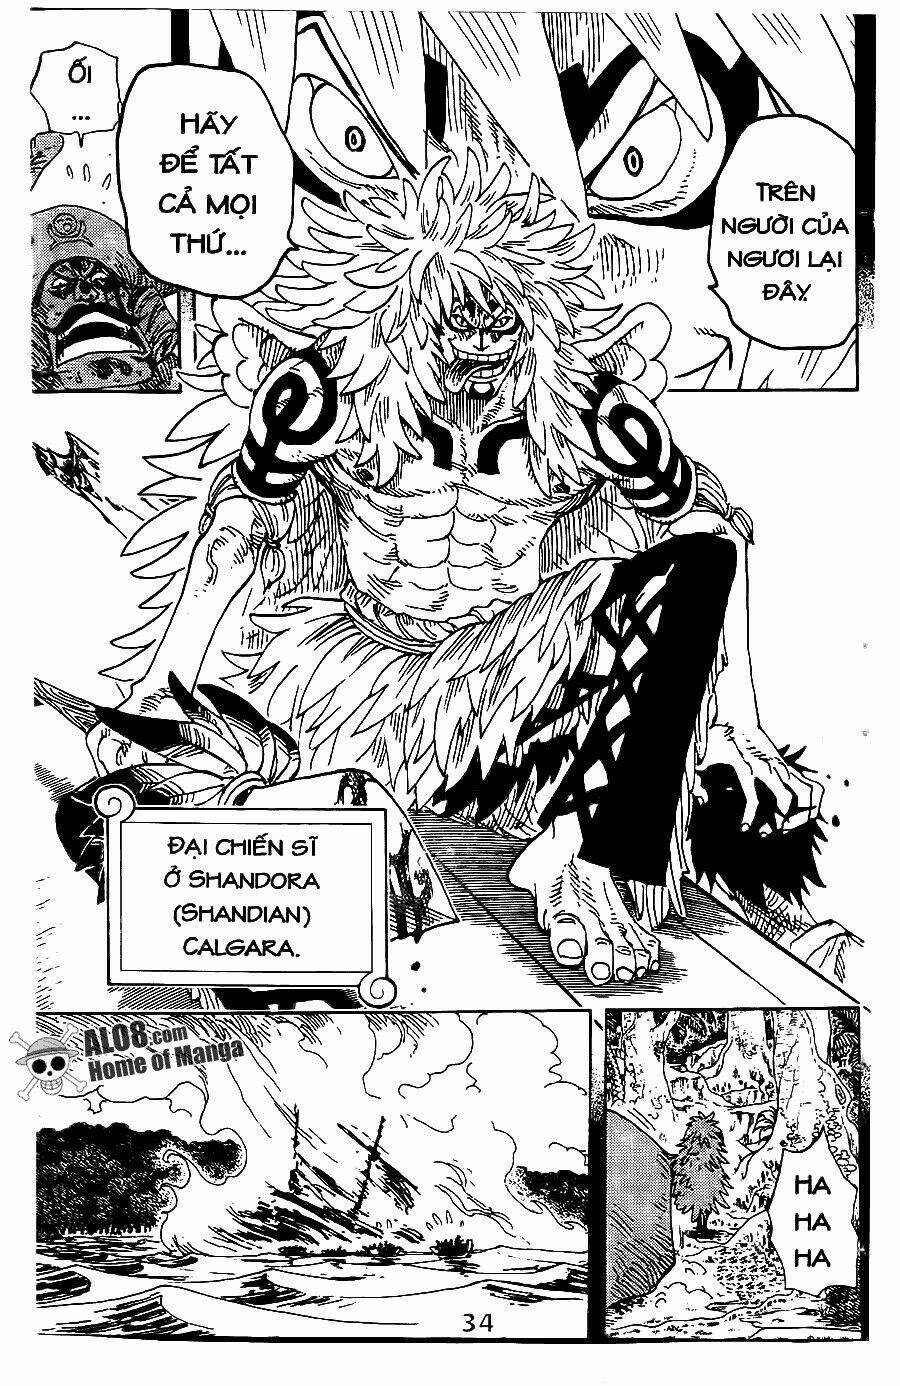 ỐI
...
HÃY
ĐỂ TẤT
CẢ MỌI
THỨ...
TRÊN
NGƯỜI CỦA
NGƯƠI LẠI
ĐÂY.
ĐẠI CHIẾN SĨ
Ở SHANDORA
(SHANDIAN)
CALGARA.
ALO8.com
Home of Manga
HA
HA
HA
34